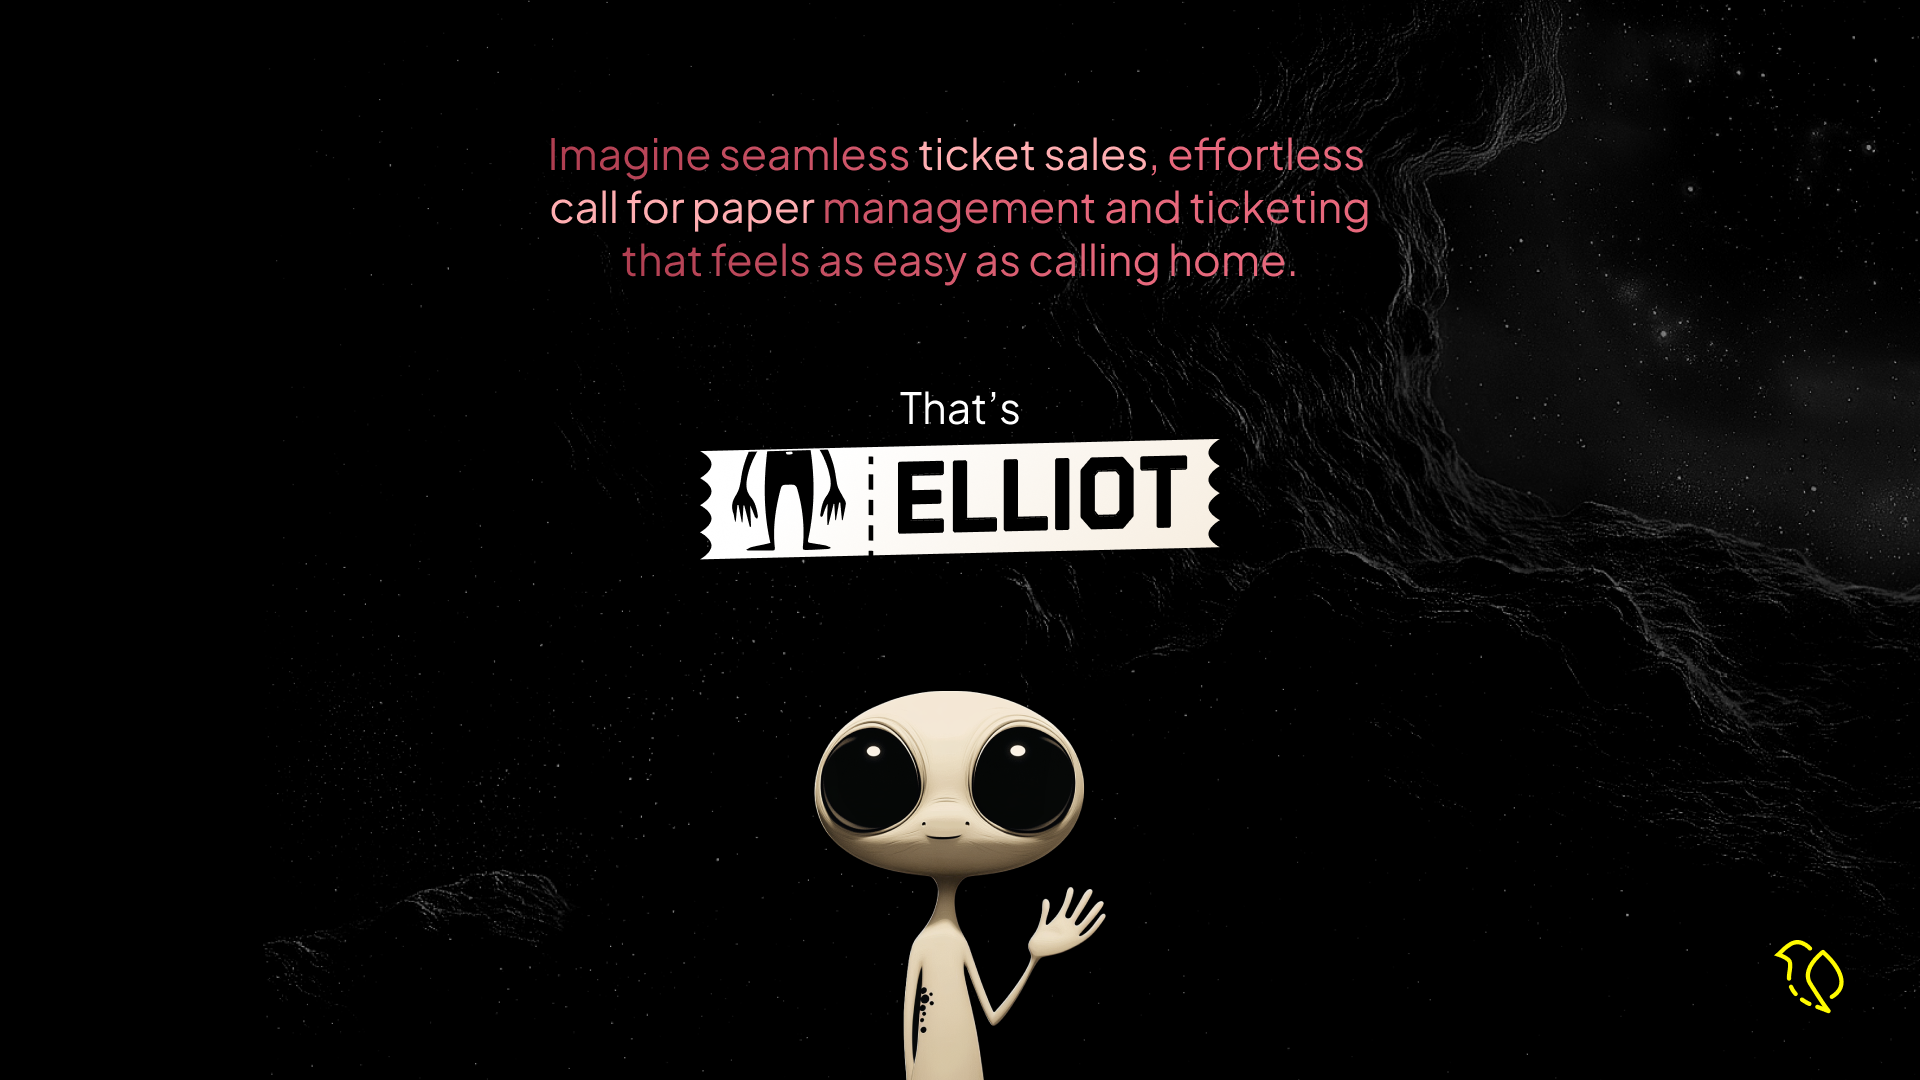 Imagine seamless ticket sales, effortless
call for paper management and ticketing
that feels as easy as calling home.
That’s
ELLIOT